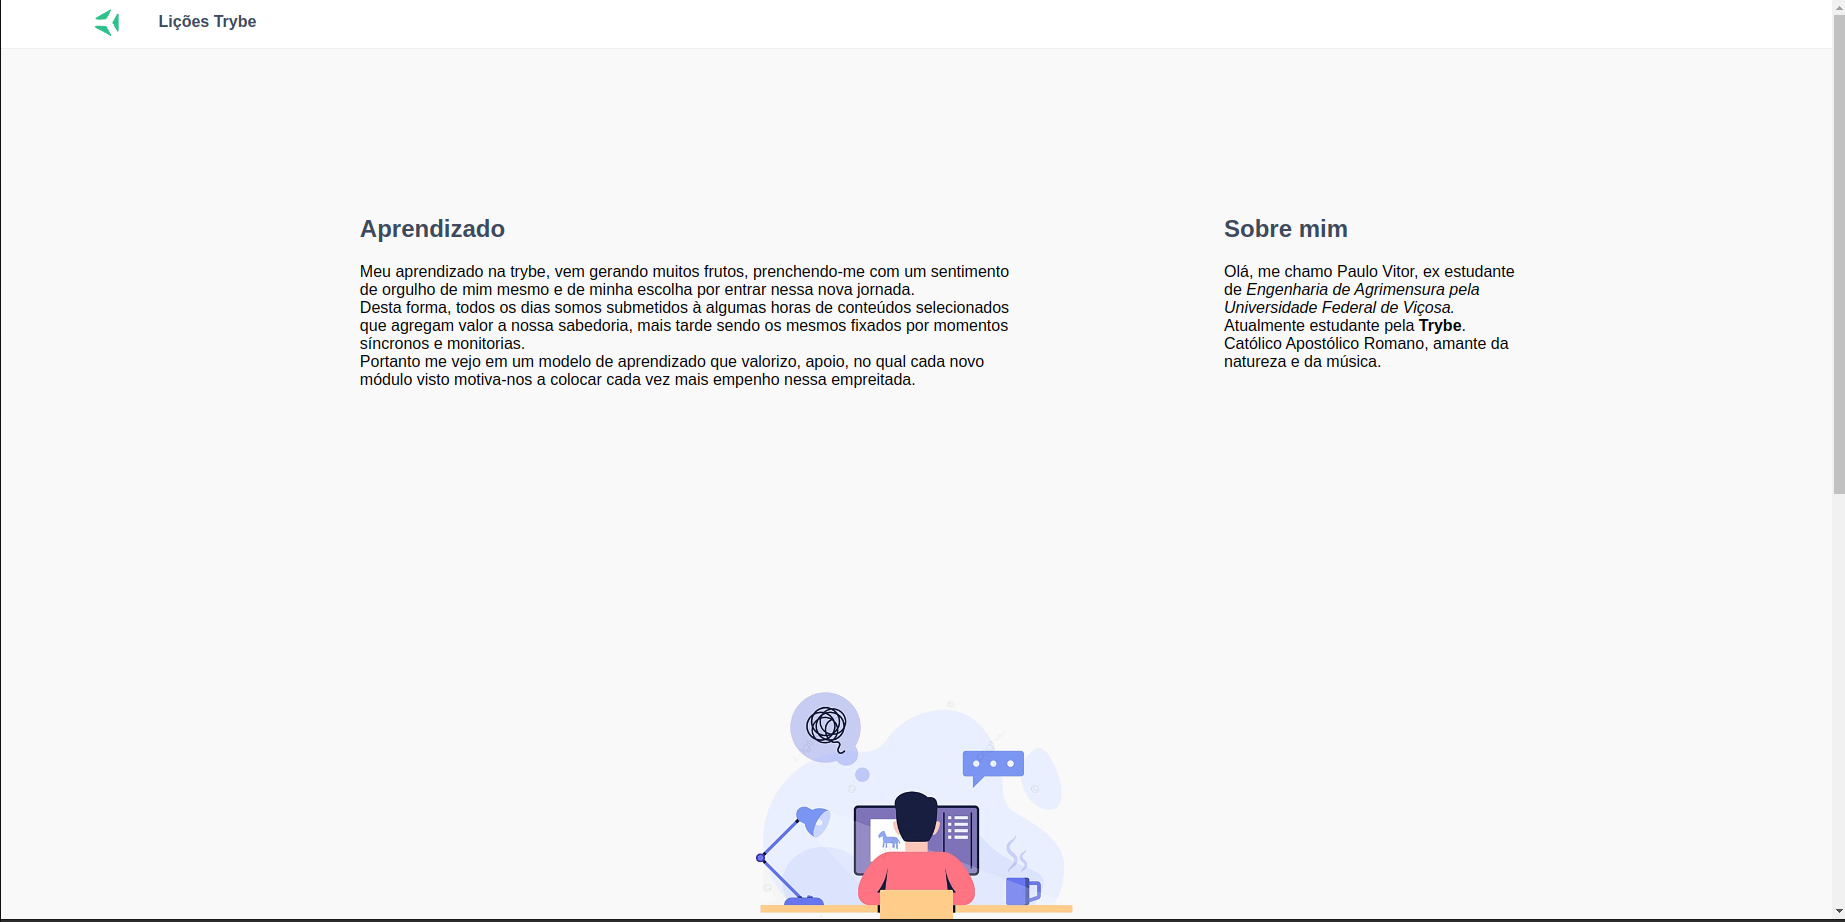 Lições Trybe
Aprendizado
Meu aprendizado na trybe, vem gerando muitos frutos, prenchendo-me com um sentimento
de orgulho de mim mesmo e de minha escolha por entrar nessa nova jornada.
Desta forma, todos os dias somos submetidos à algumas horas de conteúdos selecionados
que agregam valor a nossa sabedoria, mais tarde sendo os mesmos fixados por momentos
síncronos e monitorias.
Portanto me vejo em um modelo de aprendizado que valorizo, apoio, no qual cada novo
módulo visto motiva-nos a colocar cada vez mais empenho nessa empreitada.
Sobre mim
Olá, me chamo Paulo Vitor, ex estudante
de Engenharia de Agrimensura pela
Universidade Federal de Viçosa.
Atualmente estudante pela Trybe.
Católico Apostólico Romano, amante da
natureza e da música.